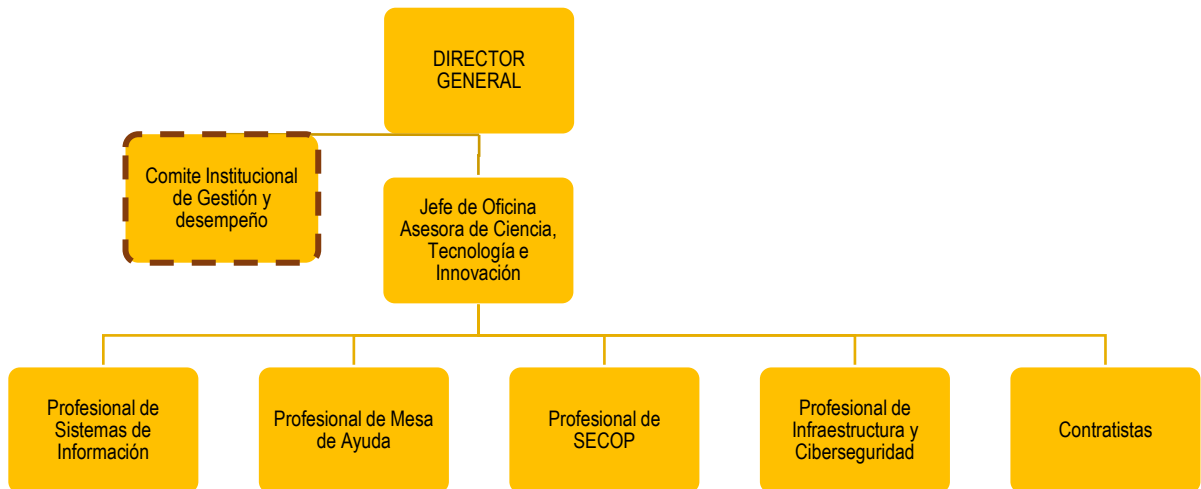 DIRECTOR
GENERAL
Comite Institucional
de Gestión y
desempeño
Jefe de Oficina
Asesora de Ciencia,
Tecnología e
Innovación
Profesional de
Sistemas de
Información
Profesional de Mesa
de Ayuda
Profesional de
SECOP
Profesional de
Infraestructura y
Ciberseguridad
Contratistas